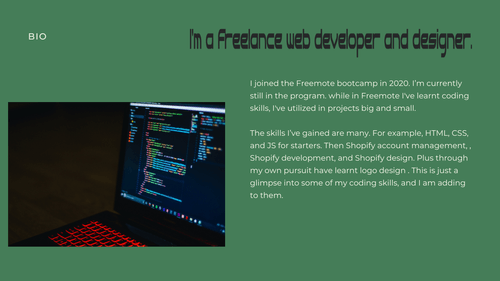 BIO
I'm a freelance web developer and designer.
I joined the Freemote bootcamp in 2020. I'm currently
still in the program. while in Freemote I've learnt coding
skills, I've utilized in projects big and small.
The skills I've gained are many. For example, HTML, CSS,
and JS for starters. Then Shopify account management, ,
Shopify development, and Shopify design. Plus through
my own pursuit have learnt logo design . This is just a
glimpse into some of my coding skills, and I am adding
to them.